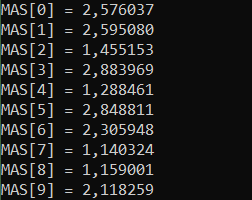 MAS[0] = 2,576037
MAS[1] = 2,595080
MAS[2] = 1,455153
MAS[3] = 2,883969
MAS[4] = 1,288461
MAS[5] = 2,848811
MAS[6] = 2,305948
MAS[7] = 1,140324
MAS[8] = 1,159001
MAS[9] = 2,118259